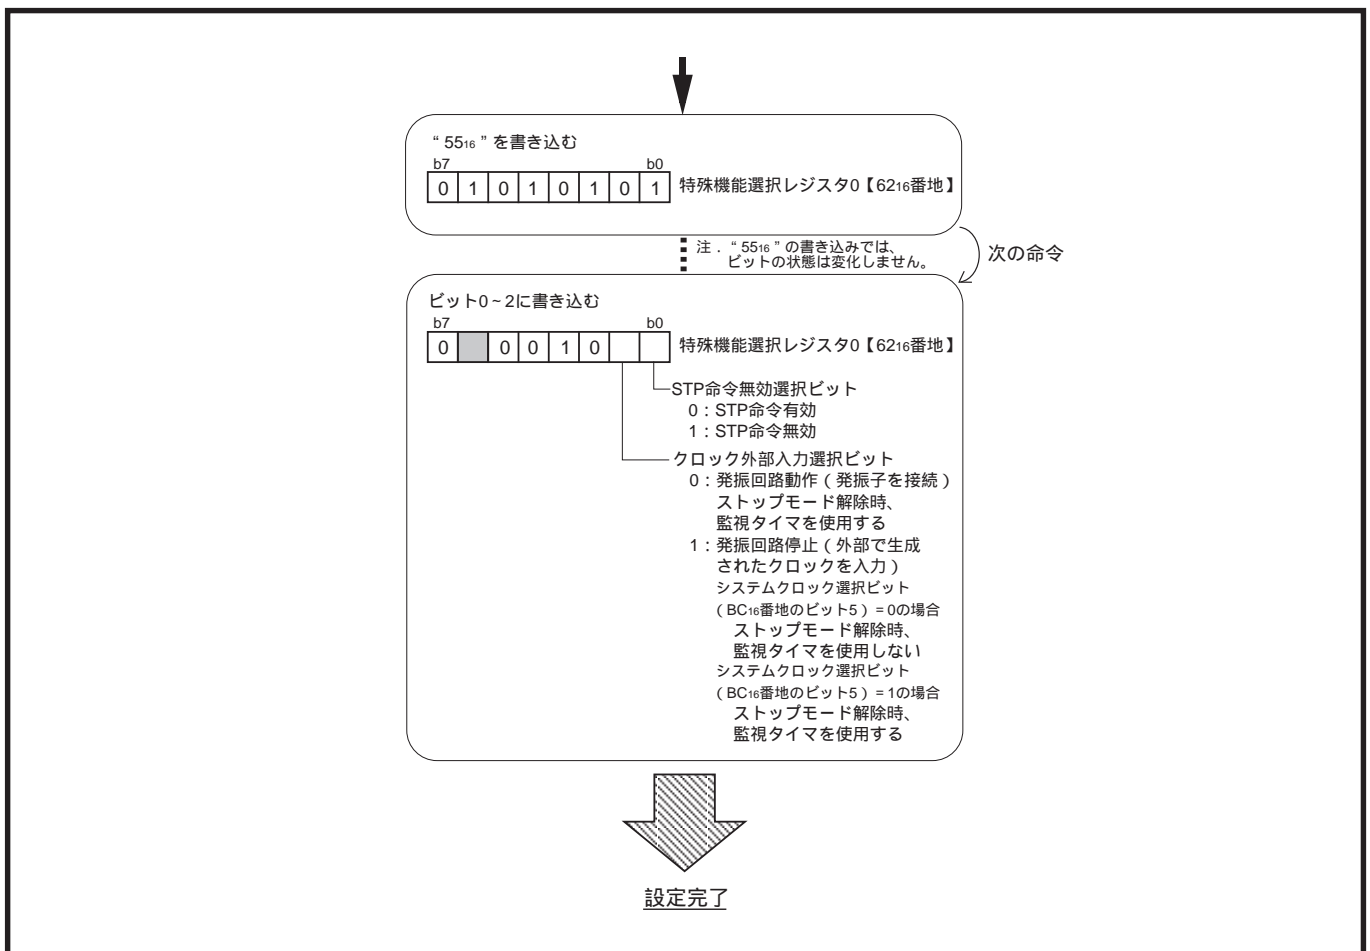 “ 5516 ” を書き込む
b7 b0
0 1 0 1 0 1 0 1 特殊機能選択レジスタ0【6216番地】
注．“ 5516 ” の書き込みでは、
ビットの状態は変化しません。
次の命令
ビット0~2に書き込む
b7 b0
0 0 0 1 0 特殊機能選択レジスタ0【6216番地】
STP命令無効選択ビット
0：STP命令有効
1：STP命令無効
クロック外部入力選択ビット
0：発振回路動作（発振子を接続）
ストップモード解除時、
監視タイマを使用する
1：発振回路停止（外部で生成
されたクロックを入力）
システムクロック選択ビット
（BC16番地のビット5）=0の場合
ストップモード解除時、
監視タイマを使用しない
システムクロック選択ビット
（BC16番地のビット5）=1の場合
ストップモード解除時、
監視タイマを使用する
設定完了